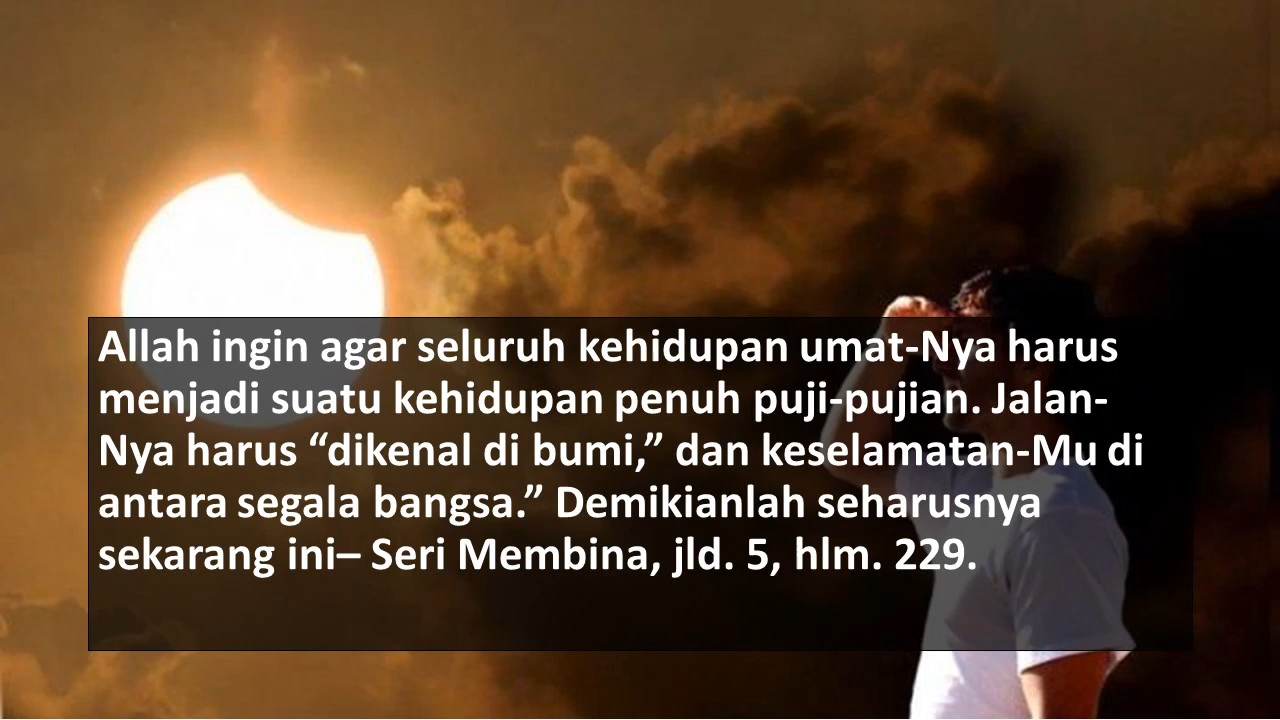 Allah ingin agar seluruh kehidupan umat-Nya harus
menjadi suatu kehidupan penuh puji-pujian. Jalan-
Nya harus “dikenal di bumi,” dan keselamatan-Mu di
antara segala bangsa.” Demikianlah seharusnya
sekarang ini– Seri Membina, jld. 5, hlm. 229.